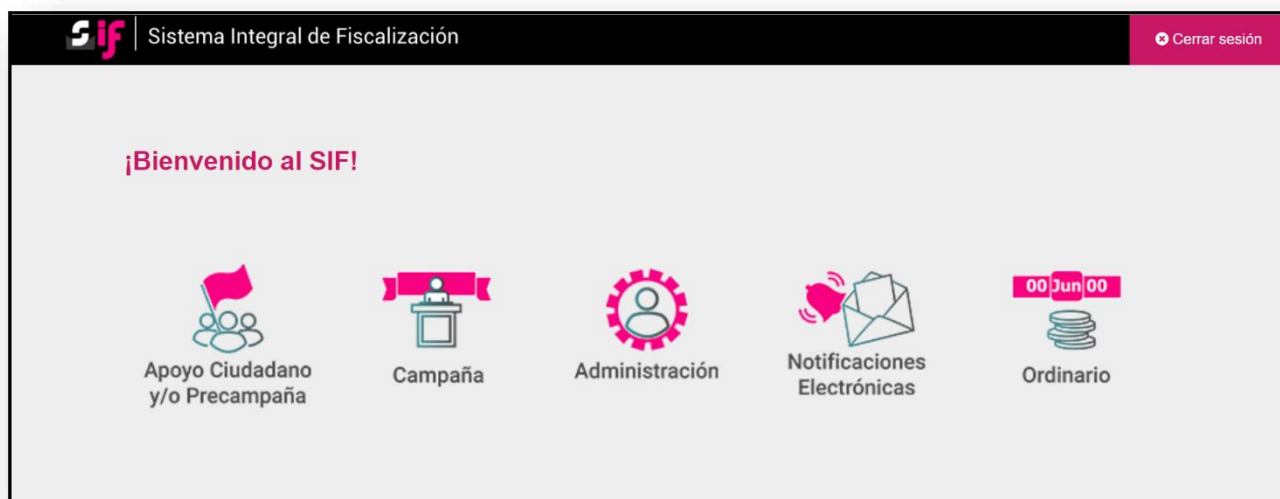 sif Sistema Integral de Fiscalización
Cerrar sesión
¡Bienvenido al SIF!
Apoyo Ciudadano
y/o Precampaña
Campaña
Administración
Notificaciones
Electrónicas
00 Jun 00
Ordinario